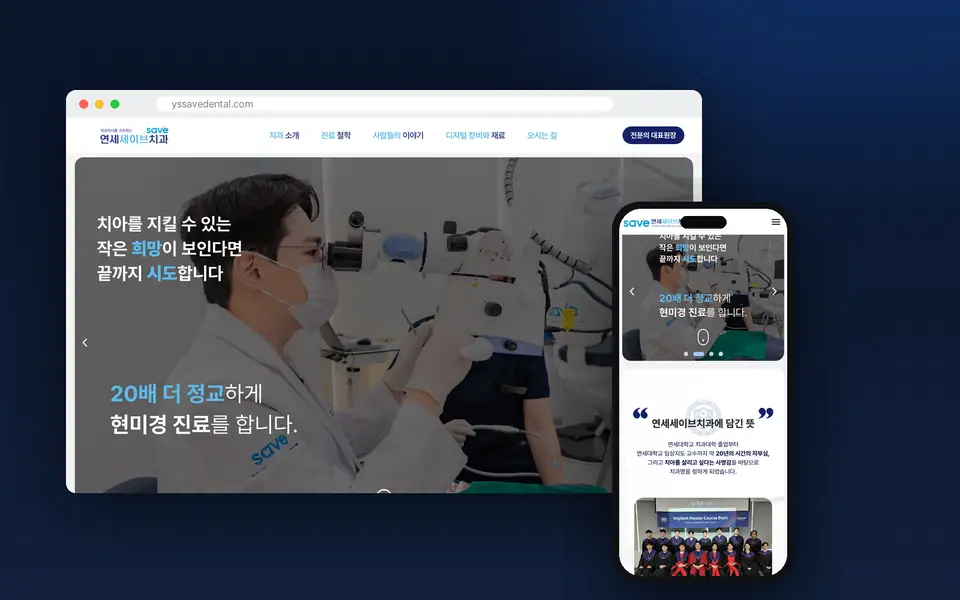 yssavedental.com
save
연세세이브치과
치과 소개
진료 철학
사람들의 이야기
디지털 장비와 재료
오시는 길
전문의 대표원장
치아를 지킬 수 있는
작은 희망이 보인다면
끝까지 시도합니다
20배 더 정교하게
현미경 진료를 합니다.
save
save 연세세이브치
치아를 지킬 수 있는
작은 희망이 보인다면
끝까지 시도합니다
20배 더 정교하게
현미경 진료를 합니다.
“ 연세세이브치과에 담긴 뜻 ”
연세대학교 치과대학 졸업부터
연세대학교 임상지도 교수까지 약 20년의 시간의 자부심,
그리고 치아를 살리고 싶다는 사명감을 바탕으로
치과명을 정하게 되었습니다.
Implant Master Course Basic